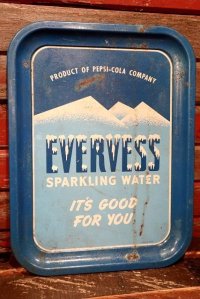 PRODUCT OF PEPSI-COLA COMPANY
EVERVESS
SPARKLING WATER
IT'S GOOD
FOR YOU